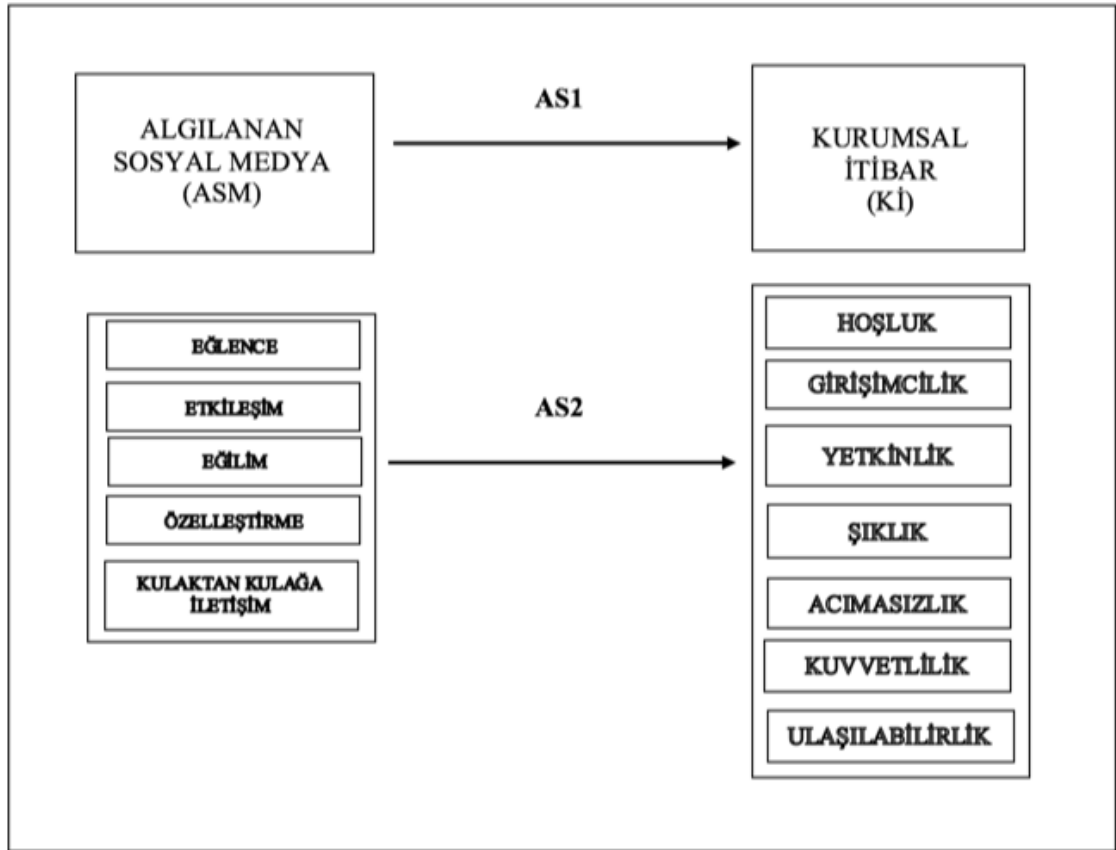 ALGILANAN
SOSYAL MEDYA
(ASM)
AS1
KURUMSAL
İTİBAR
(Kİ)
EĞLENCE
ETKİLEŞİM
EĞİLİM
ÖZELLEŞTİRME
KULAKTAN KULAĞA
İLETİŞİM
AS2
HOŞLUK
GİRİŞİMCİLİK
YETKİNLİK
ŞIKLIK
ACIMASIZLIK
KUVVETLİLİK
ULAŞILABİLİRLİK